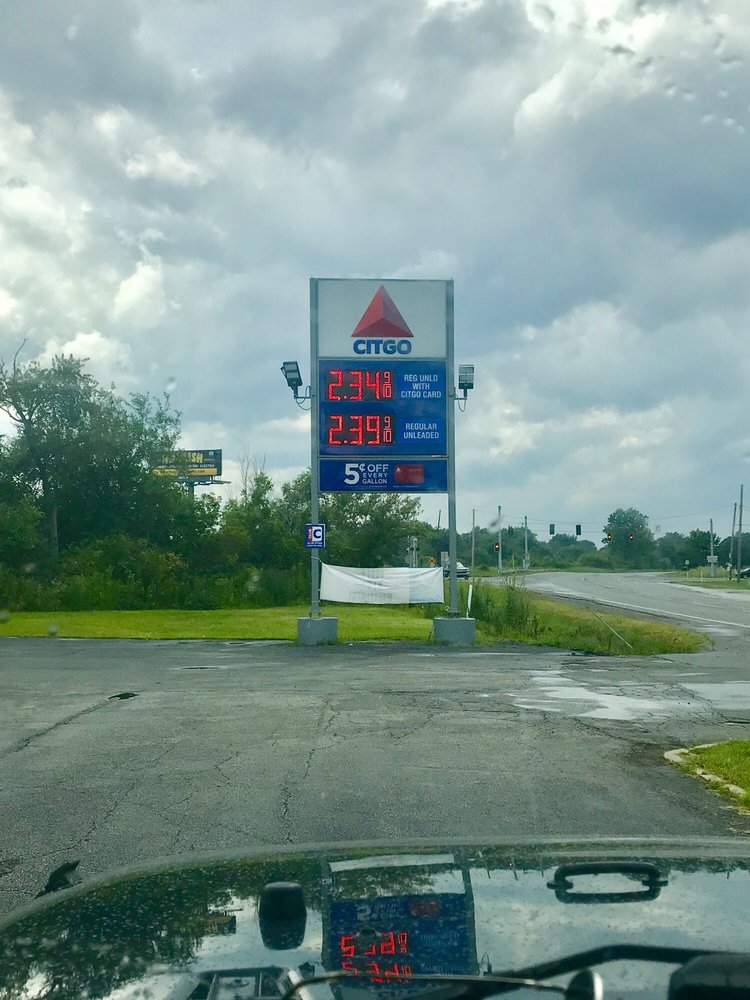 CITGO
2.34 9/10
REG UNLD
WITH
CITGO CARD
2.39 9/10
REGULAR
UNLEADED
5¢ OFF
EVERY
GALLON
C